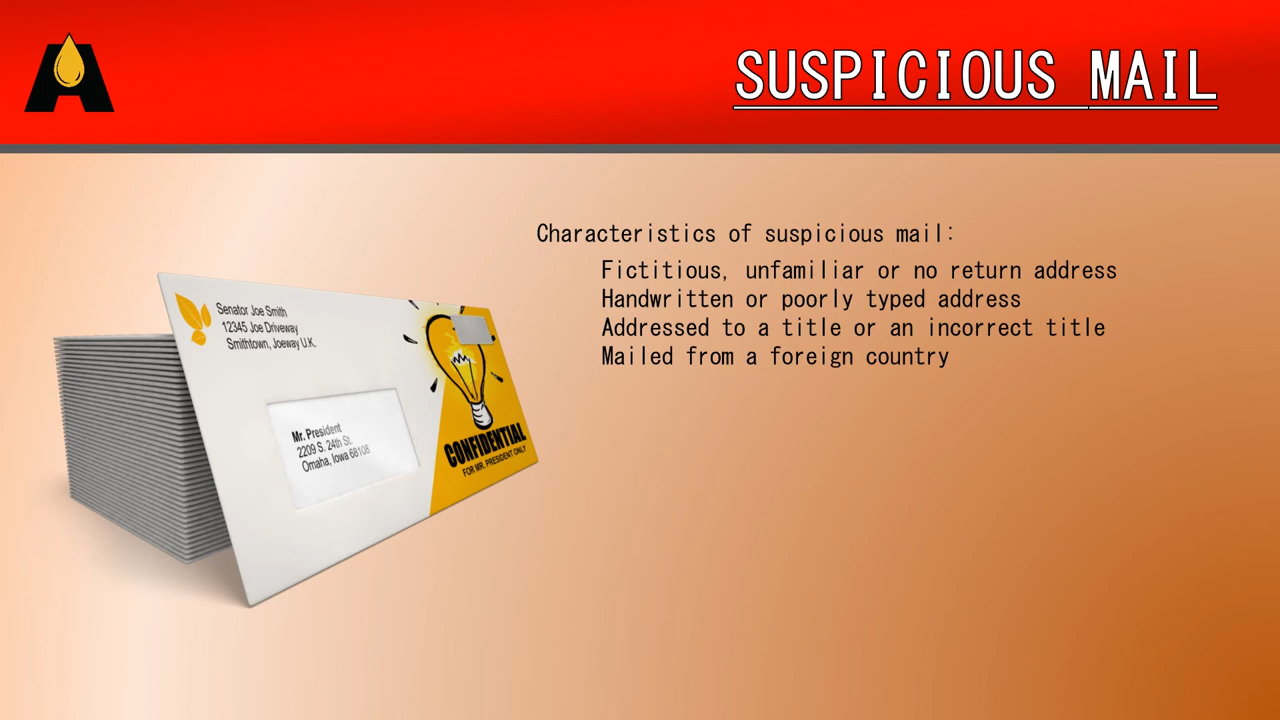 SUSPICIOUS MAIL
Characteristics of suspicious mail:
Fictitious, unfamiliar or no return address
Handwritten or poorly typed address
Addressed to a title or an incorrect title
Mailed from a foreign country
Senator Joe Smith
12345 Joe Driveway
Smithtown, Joeway U.K.
Mr. President
2209 S. 24th St.
Omaha, Iowa 68108
CONFIDENTIAL
FOR MR. PRESIDENT ONLY